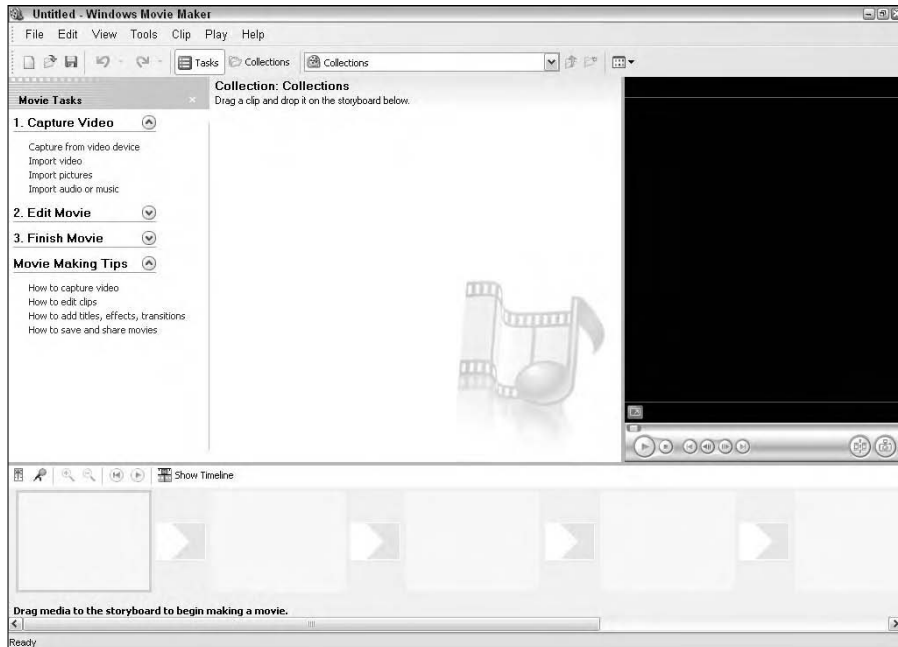 Untitled - Windows Movie Maker
File Edit View Tools Clip Play Help
Tasks Collections Collections
Movie Tasks
1. Capture Video
Capture from video device
Import video
Import pictures
Import audio or music
2. Edit Movie
3. Finish Movie
Movie Making Tips
How to capture video
How to edit clips
How to add titles, effects, transitions
How to save and share movies
Collection: Collections
Drag a clip and drop it on the storyboard below.
Show Timeline
Drag media to the storyboard to begin making a movie.
Ready